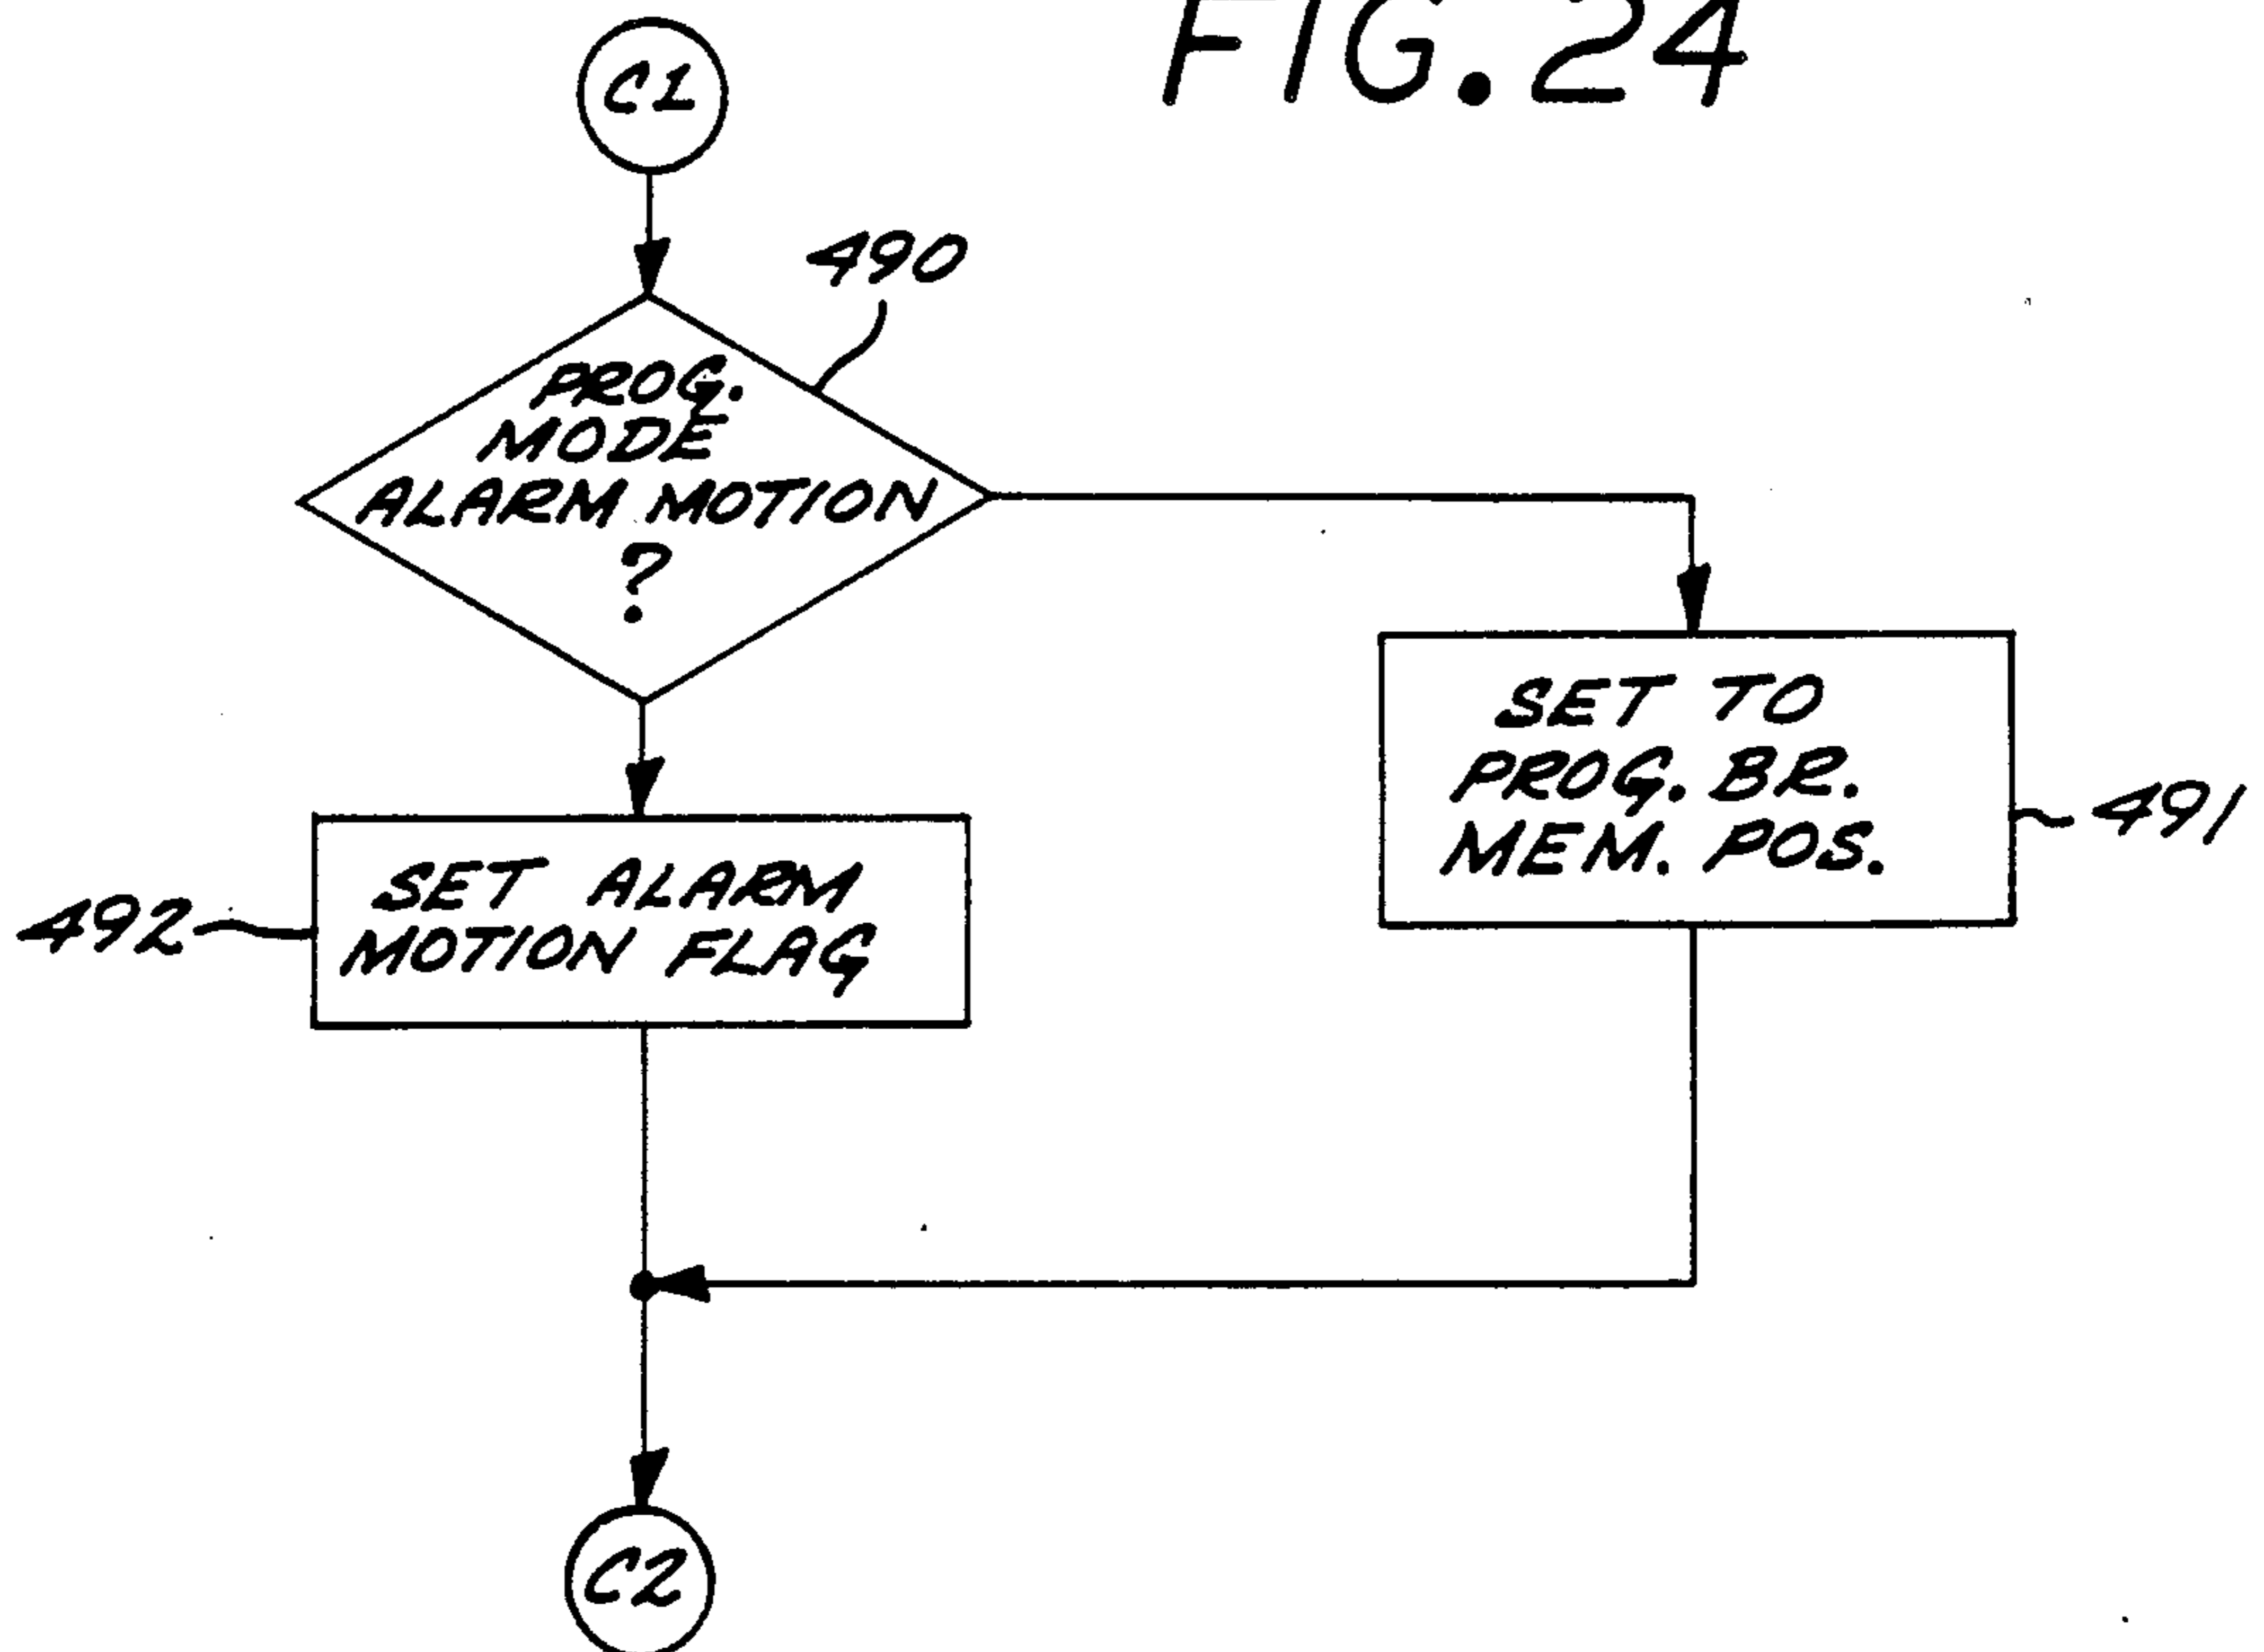 FIG. 24
C1
490
PROG.
MODE
ALARM MOTION
?
SET TO
PROG. BR.
MEM. POS.
491
SET ALARM
MOTION FLAG
492
C2